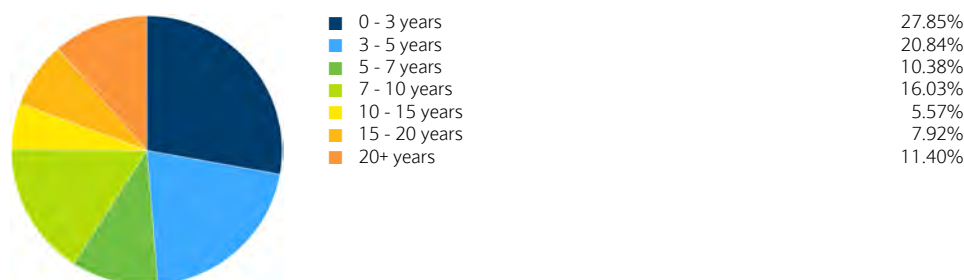 0 - 3 years 27.85%
3 - 5 years 20.84%
5 - 7 years 10.38%
7 - 10 years 16.03%
10 - 15 years 5.57%
15 - 20 years 7.92%
20+ years 11.40%